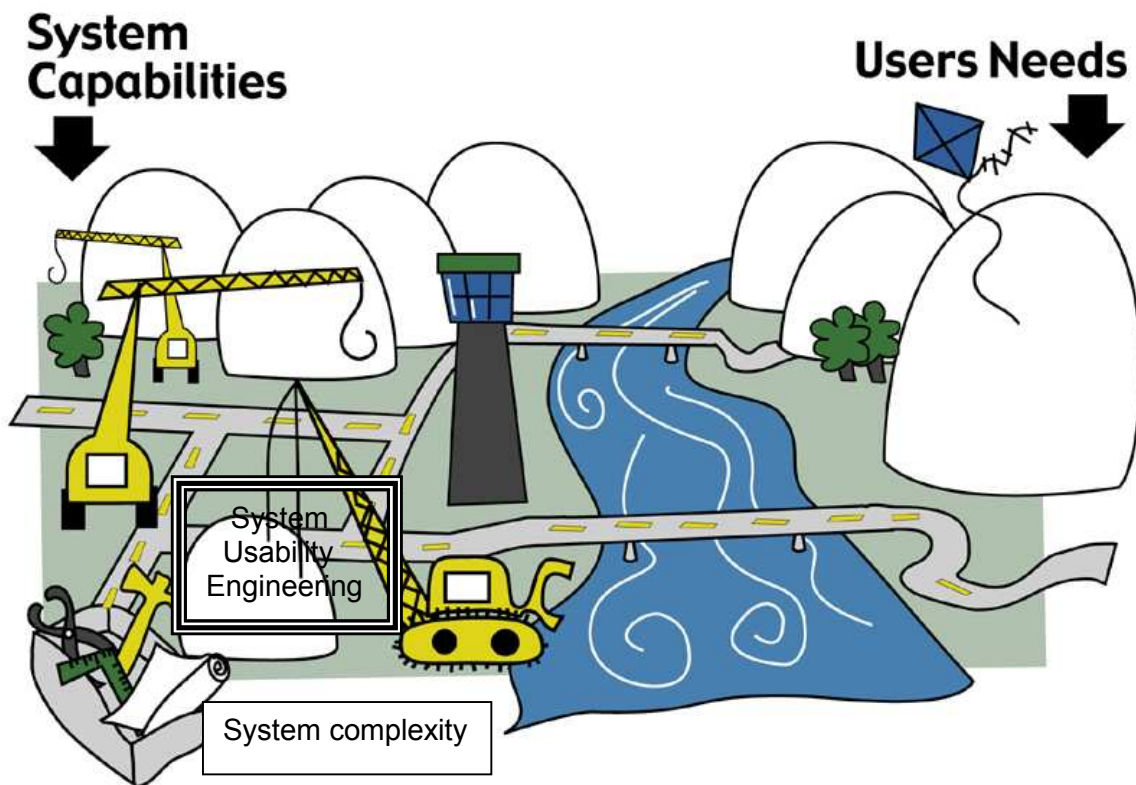 System
Capabilities
Users Needs
System
Usability
Engineering
System complexity